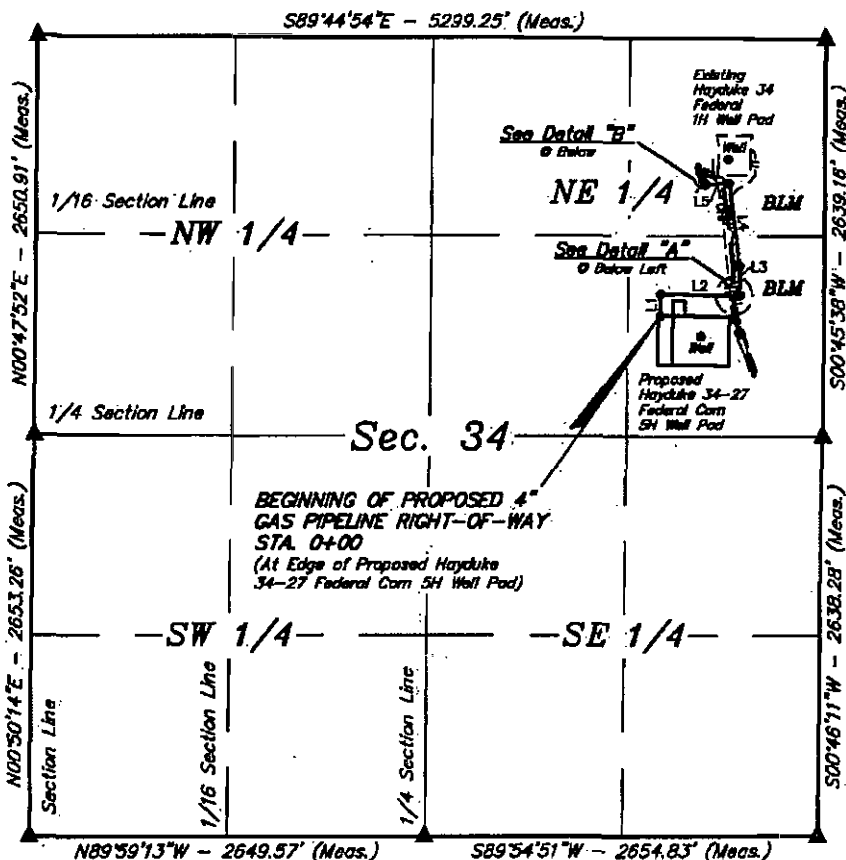 S89°44'54"E - 5299.25' (Meas.)
N00°47'52"E - 2650.91' (Meas.)
S00°45'38"W - 2639.16' (Meas.)
Existing
Hayduke 34
Federal
1H Well Pad
Well
See Detail "B"
@ Below
L5
NE 1/4
BLM
1/16 Section Line
NW 1/4
See Detail "A"
@ Below Left
L3
L2
BLM
L1
Well
Proposed
Hayduke 34-27
Federal Com
5H Well Pad
1/4 Section Line
Sec. 34
BEGINNING OF PROPOSED 4"
GAS PIPELINE RIGHT-OF-WAY
STA. 0+00
(At Edge of Proposed Hayduke
34-27 Federal Com 5H Well Pad)
N00°50'14"E - 2653.26' (Meas.)
S00°46'11"W - 2638.28' (Meas.)
SW 1/4
SE 1/4
Section Line
1/16 Section Line
1/4 Section Line
N89°59'13"W - 2649.57' (Meas.)
S89°54'51"W - 2654.83' (Meas.)